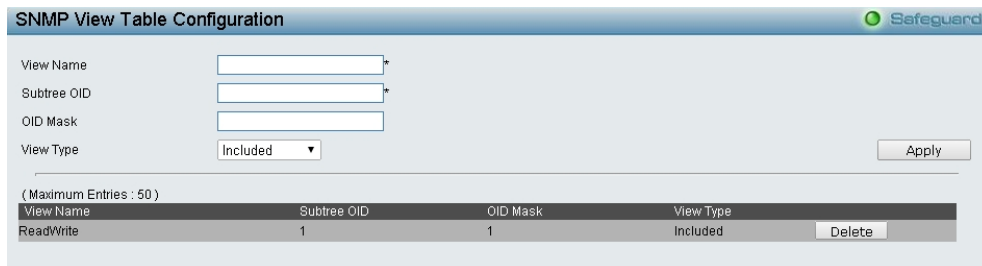 SNMP View Table Configuration
Safeguard
View Name *
Subtree OID *
OID Mask
View Type Included
Apply
( Maximum Entries : 50 )
View Name Subtree OID OID Mask View Type
ReadWrite 1 1 Included Delete